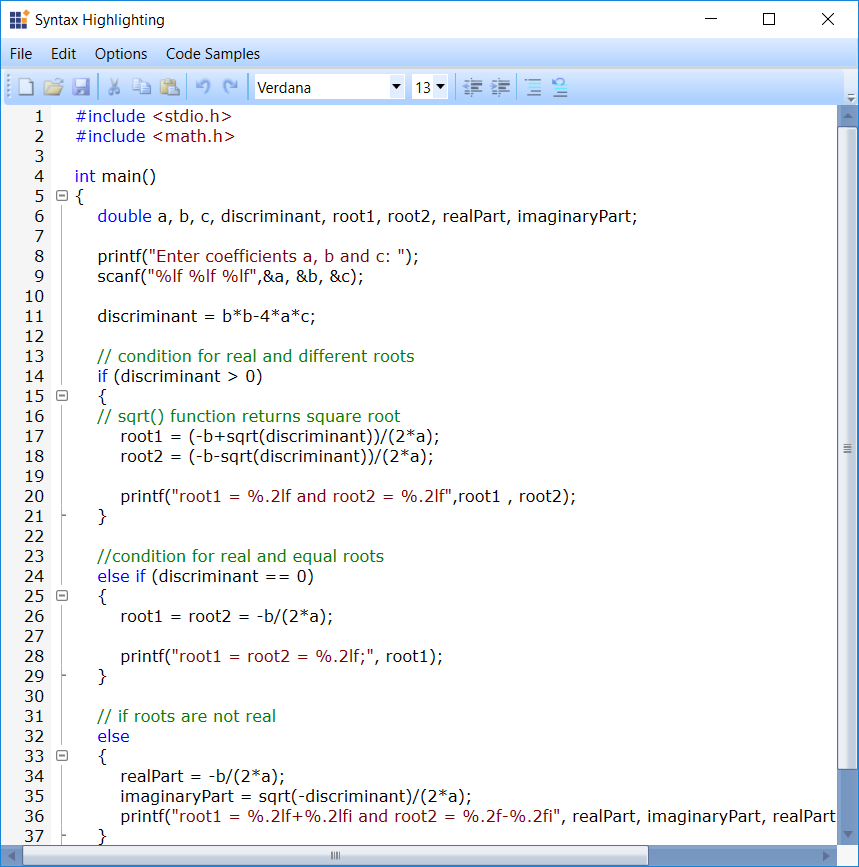 Syntax Highlighting
File Edit Options Code Samples
Verdana 13
1 #include <stdio.h>
2 #include <math.h>
3
4 int main()
5 {
6 double a, b, c, discriminant, root1, root2, realPart, imaginaryPart;
7
8 printf("Enter coefficients a, b and c: ");
9 scanf("%lf %lf %lf",&a, &b, &c);
10
11 discriminant = b*b-4*a*c;
12
13 // condition for real and different roots
14 if (discriminant > 0)
15 {
16 // sqrt() function returns square root
17 root1 = (-b+sqrt(discriminant))/(2*a);
18 root2 = (-b-sqrt(discriminant))/(2*a);
19
20 printf("root1 = %.2lf and root2 = %.2lf",root1 , root2);
21 }
22
23 //condition for real and equal roots
24 else if (discriminant == 0)
25 {
26 root1 = root2 = -b/(2*a);
27
28 printf("root1 = root2 = %.2lf;", root1);
29 }
30
31 // if roots are not real
32 else
33 {
34 realPart = -b/(2*a);
35 imaginaryPart = sqrt(-discriminant)/(2*a);
36 printf("root1 = %.2lf+%.2lfi and root2 = %.2f-%.2fi", realPart, imaginaryPart, realPart
37 }